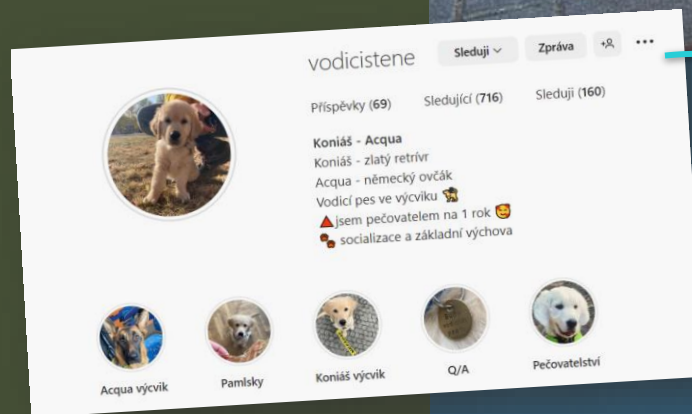 vodicistene Sleduji Zpráva
Příspěvky (69) Sledující (716) Sleduji (160)
Koniáš - Acqua
Koniáš - zlatý retrívr
Acqua - německý ovčák
Vodicí pes ve výcviku 🐕‍🦺
🔺jsem pečovatelem na 1 rok 🥰
🐾 socializace a základní výchova
Acqua výcvik Pamlsky Koniáš výcvik Q/A Pečovatelství